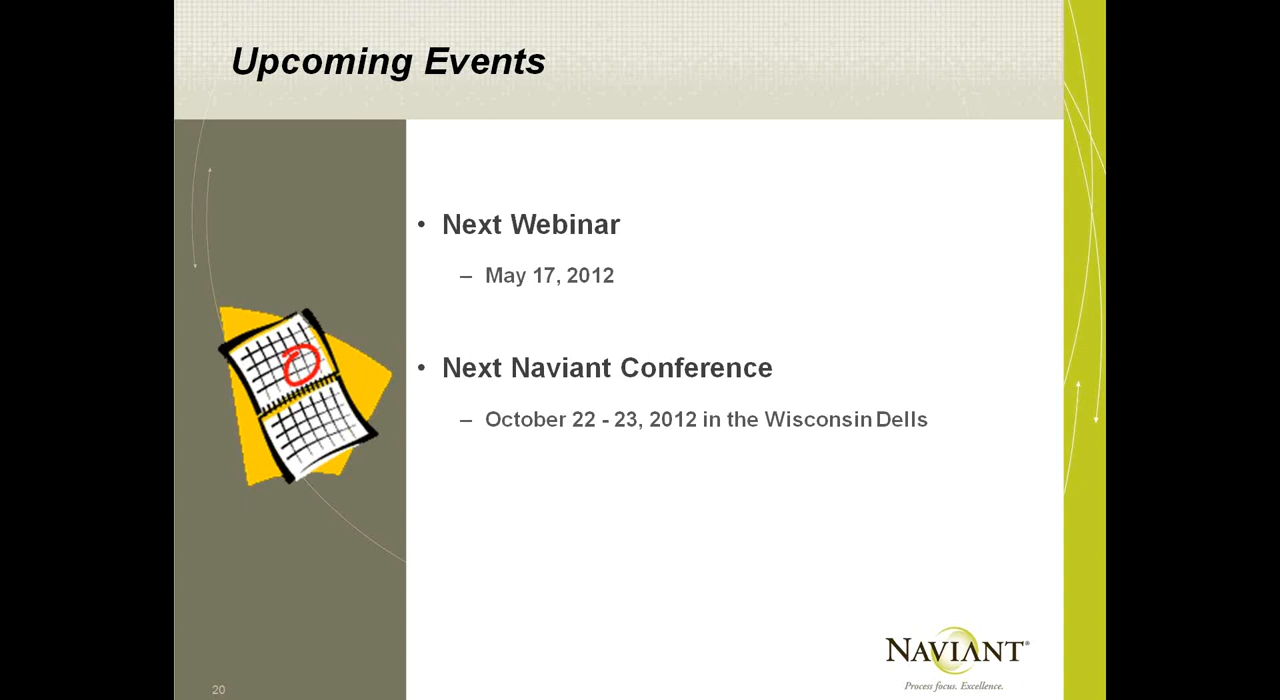 Upcoming Events
• Next Webinar
– May 17, 2012
• Next Naviant Conference
– October 22 - 23, 2012 in the Wisconsin Dells
NAVIANT®
Process focus. Excellence.
20